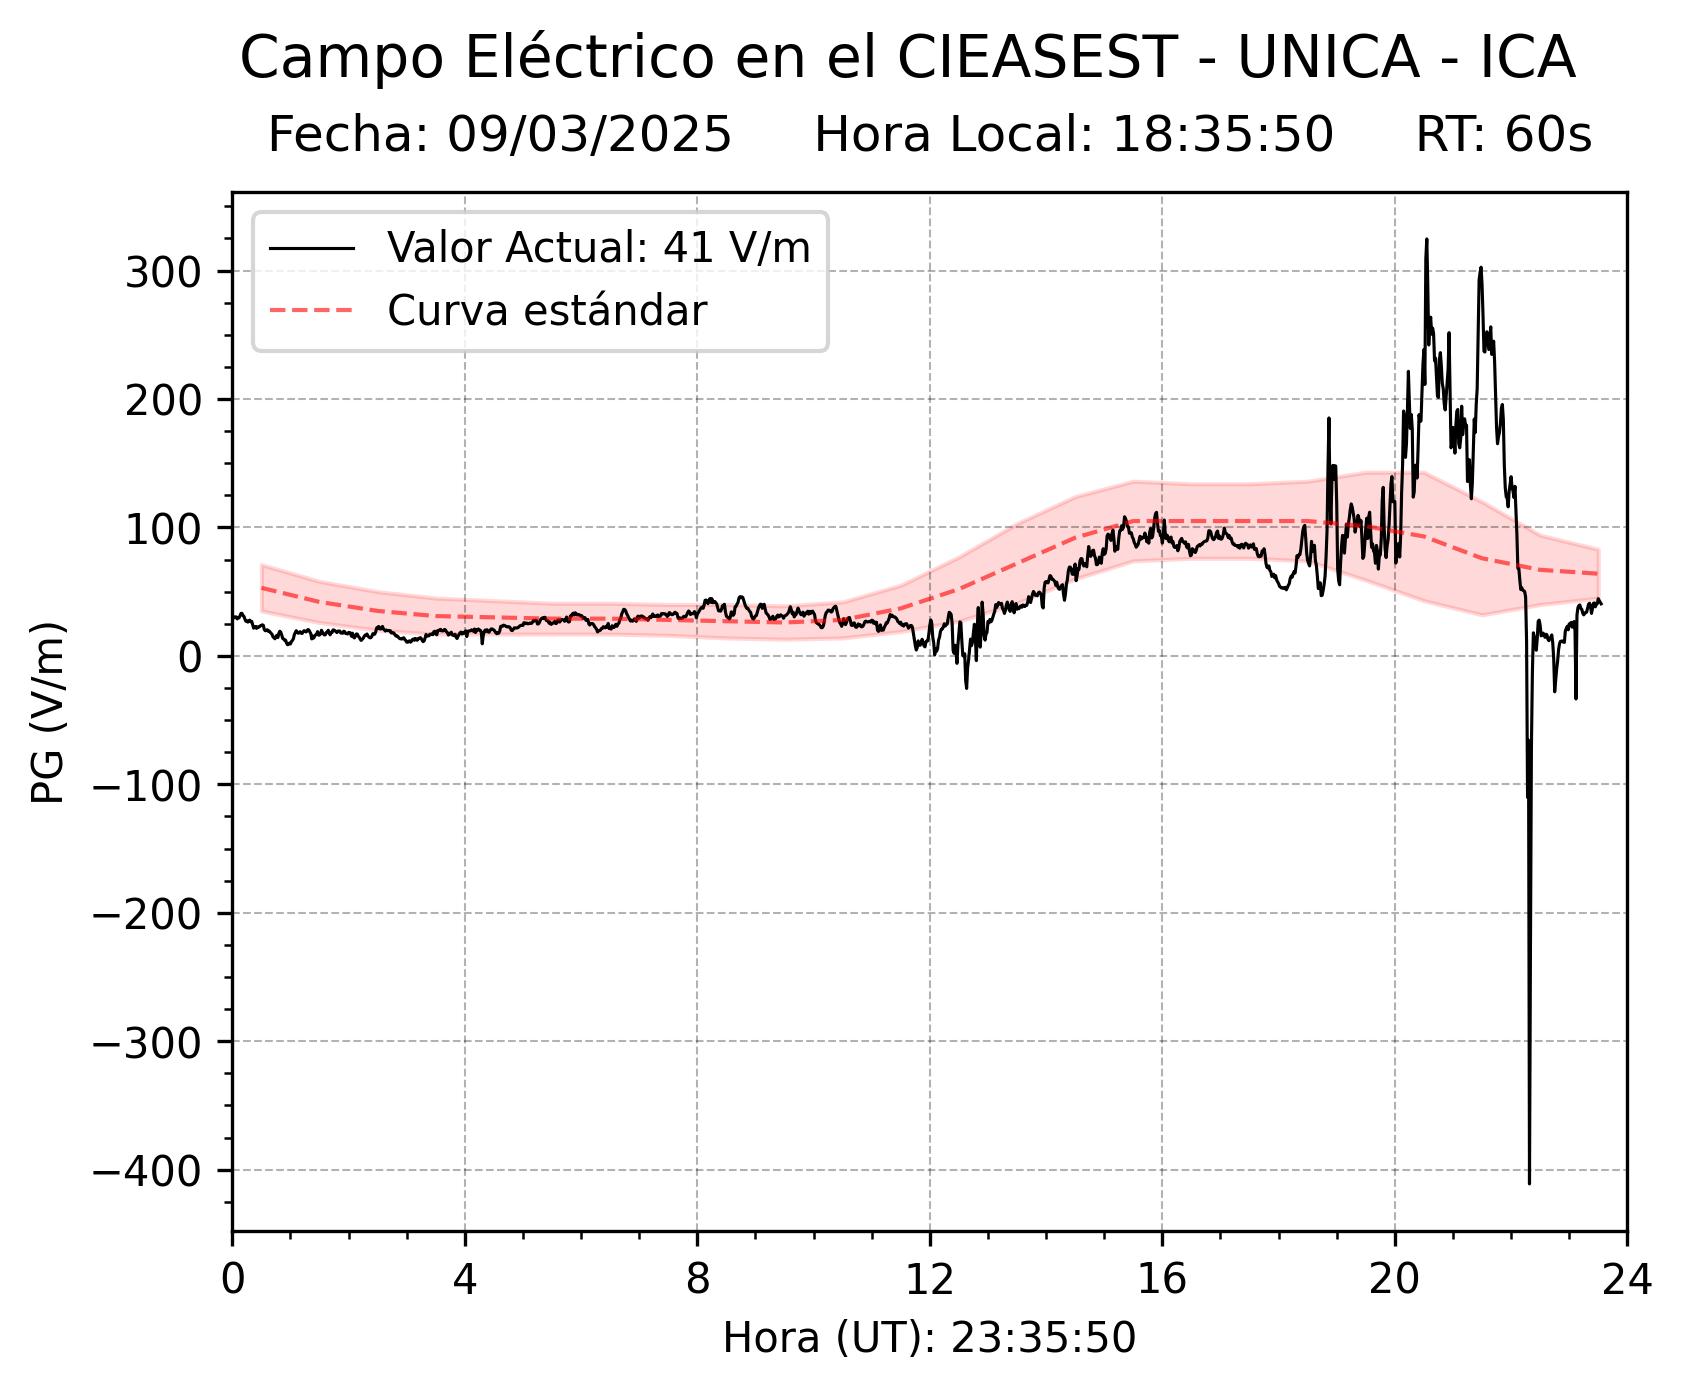 Campo Eléctrico en el CIEASEST - UNICA - ICA
Fecha: 09/03/2025 Hora Local: 18:35:50 RT: 60s
Valor Actual: 41 V/m
Curva estándar
300
200
100
0
−100
−200
−300
−400
PG (V/m)
0 4 8 12 16 20 24
Hora (UT): 23:35:50